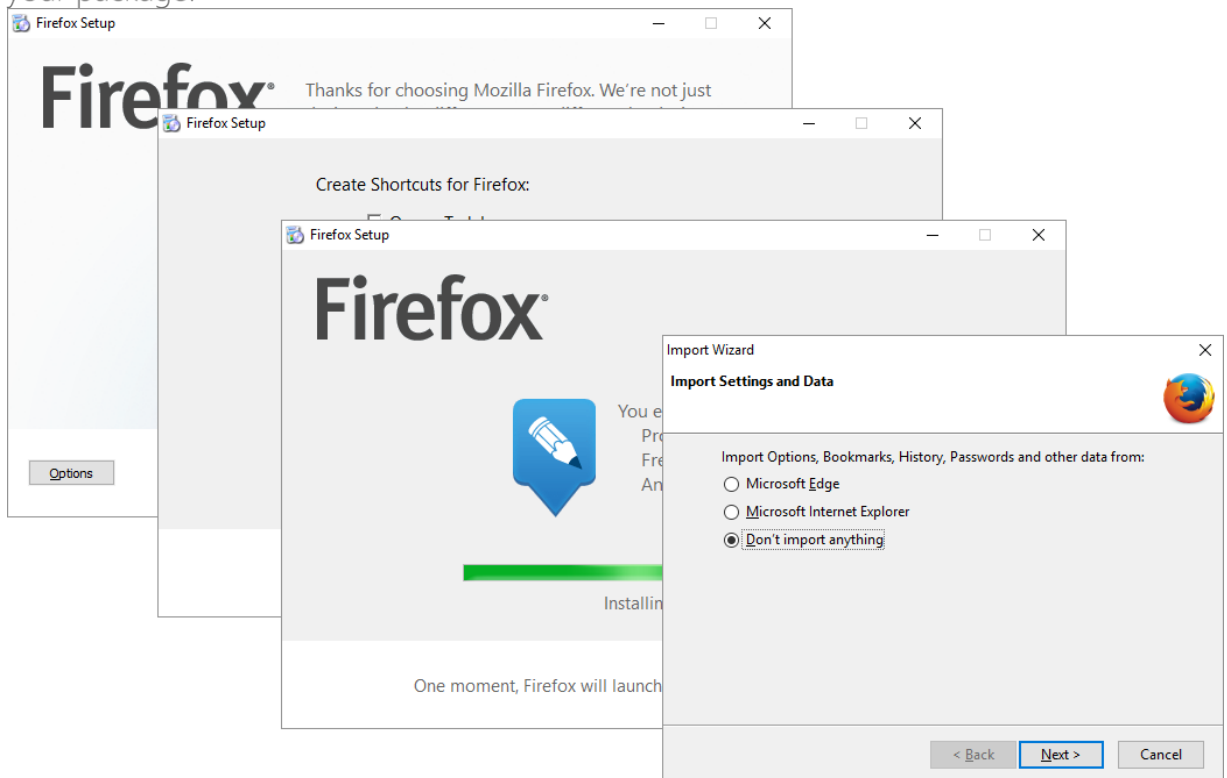 your package.
Firefox Setup
Firefox
Thanks for choosing Mozilla Firefox. We're not just
Firefox Setup
Create Shortcuts for Firefox:
Options
Firefox Setup
Firefox
You e
Pro
Fre
An
Installin
One moment, Firefox will launch
Import Wizard
Import Settings and Data
Import Options, Bookmarks, History, Passwords and other data from:
Microsoft Edge
Microsoft Internet Explorer
Don't import anything
< Back
Next >
Cancel